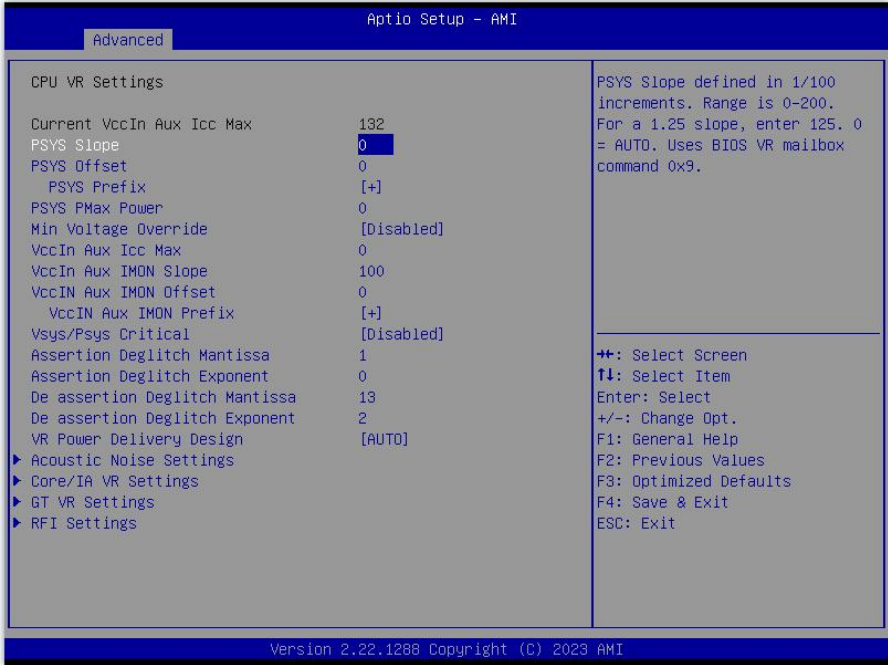 Aptio Setup – AMI
Advanced
CPU VR Settings
Current VccIn Aux Icc Max 132
PSYS Slope 0
PSYS Offset 0
PSYS Prefix [+]
PSYS PMax Power 0
Min Voltage Override [Disabled]
VccIn Aux Icc Max 0
VccIn Aux IMON Slope 100
VccIN Aux IMON Offset 0
VccIN Aux IMON Prefix [+]
Vsys/Psys Critical [Disabled]
Assertion Deglitch Mantissa 1
Assertion Deglitch Exponent 0
De assertion Deglitch Mantissa 13
De assertion Deglitch Exponent 2
VR Power Delivery Design [AUTO]
Acoustic Noise Settings
Core/IA VR Settings
GT VR Settings
RFI Settings
PSYS Slope defined in 1/100
increments. Range is 0-200.
For a 1.25 slope, enter 125. 0
= AUTO. Uses BIOS VR mailbox
command 0x9.
→←: Select Screen
↑↓: Select Item
Enter: Select
+/-: Change Opt.
F1: General Help
F2: Previous Values
F3: Optimized Defaults
F4: Save & Exit
ESC: Exit
Version 2.22.1288 Copyright (C) 2023 AMI